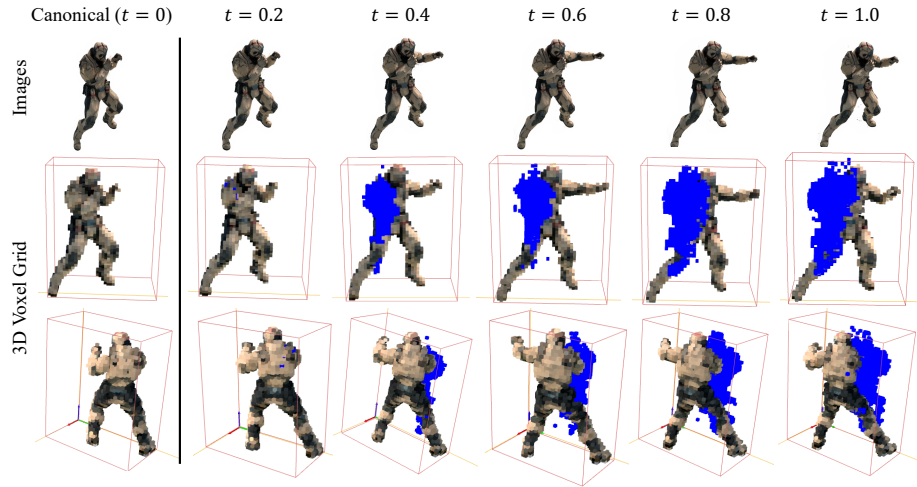 Canonical (t = 0)
t = 0.2
t = 0.4
t = 0.6
t = 0.8
t = 1.0
Images
3D Voxel Grid